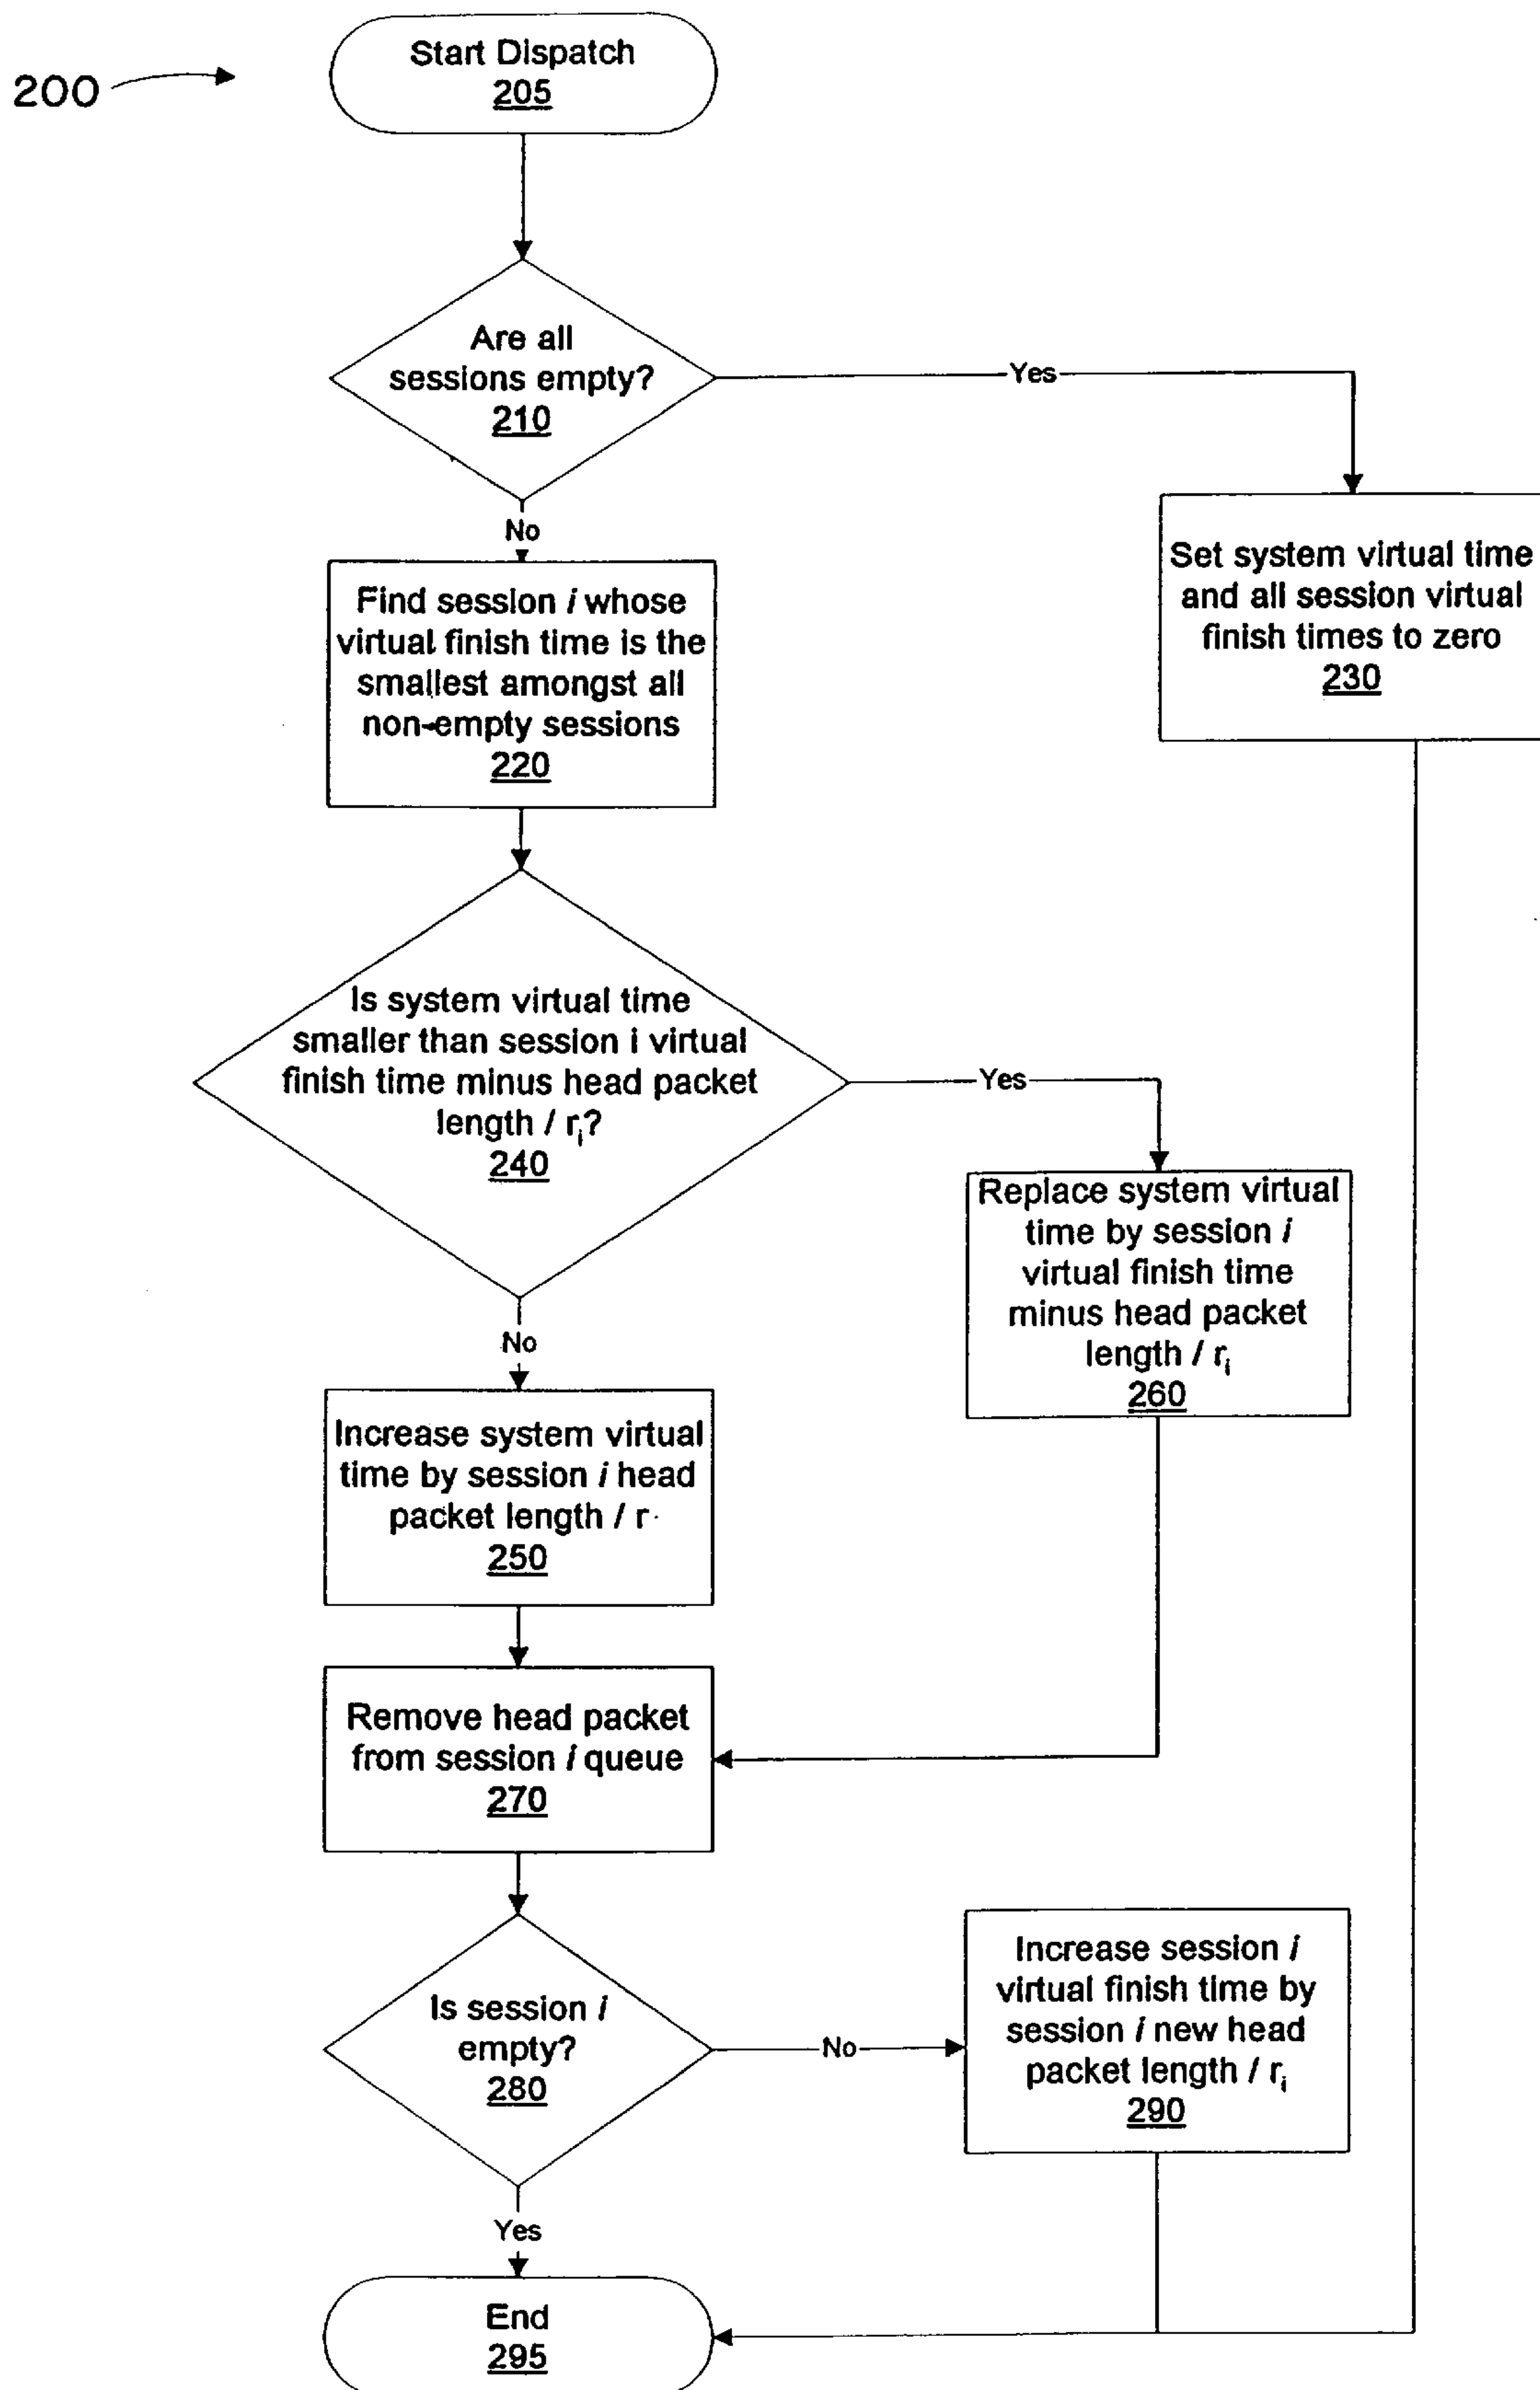 200
Start Dispatch
205
Are all
sessions empty?
210
Yes
No
Set system virtual time
and all session virtual
finish times to zero
230
Find session i whose
virtual finish time is the
smallest amongst all
non-empty sessions
220
Is system virtual time
smaller than session i virtual
finish time minus head packet
length / ri?
240
Yes
Replace system virtual
time by session i
virtual finish time
minus head packet
length / ri
260
No
Increase system virtual
time by session i head
packet length / r
250
Remove head packet
from session i queue
270
Is session i
empty?
280
No
Increase session i
virtual finish time by
session i new head
packet length / ri
290
Yes
End
295